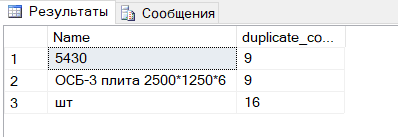 Результаты Сообщения
Name duplicate_co...
1 5430 9
2 ОСБ-3 плита 2500*1250*6 9
3 шт 16